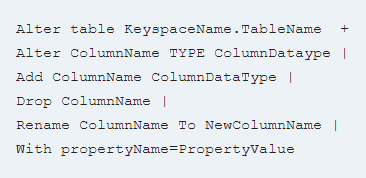 Alter table KeyspaceName.TableName +
Alter ColumnName TYPE ColumnDataype |
Add ColumnName ColumnDataType |
Drop ColumnName |
Rename ColumnName To NewColumnName |
With propertyName=PropertyValue